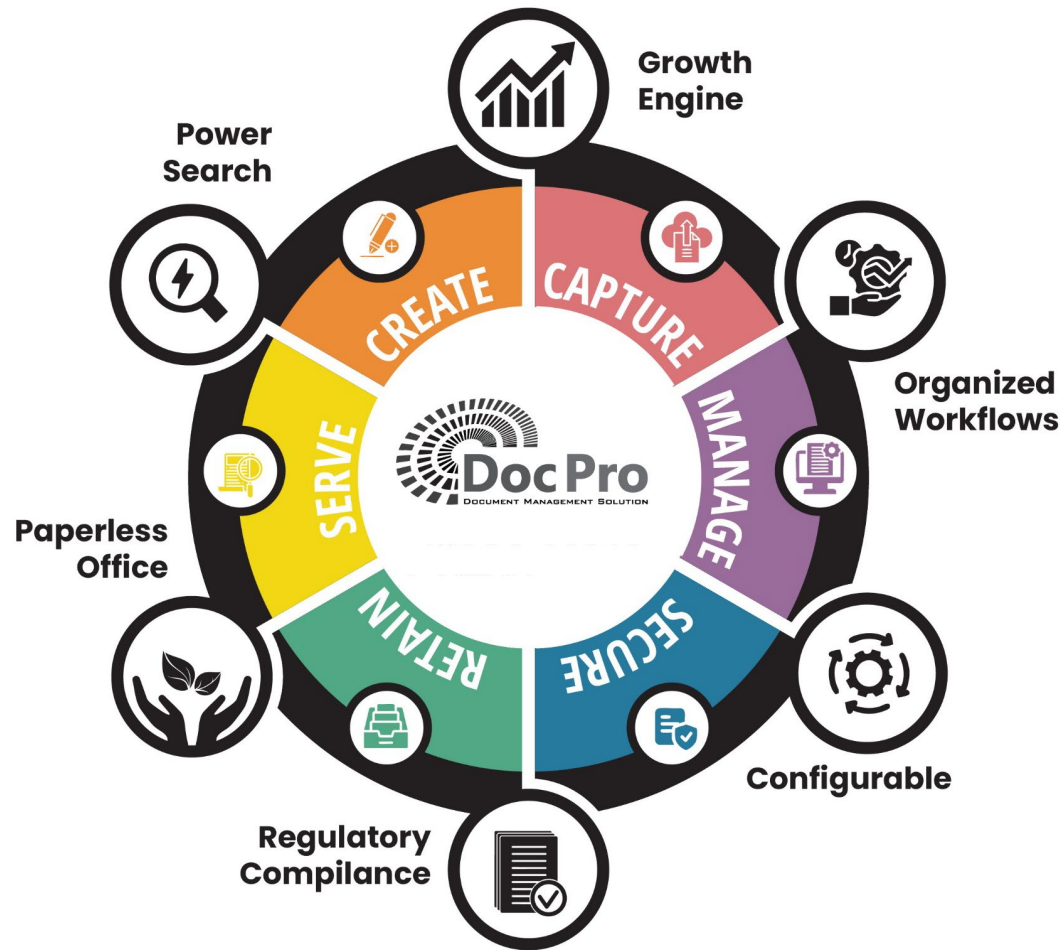 Growth
Engine
Power
Search
CREATE
CAPTURE
Organized
Workflows
SERVE
MANAGE
DocPro
DOCUMENT MANAGEMENT SOLUTION
Paperless
Office
RETAIN
SECURE
Configurable
Regulatory
Compilance